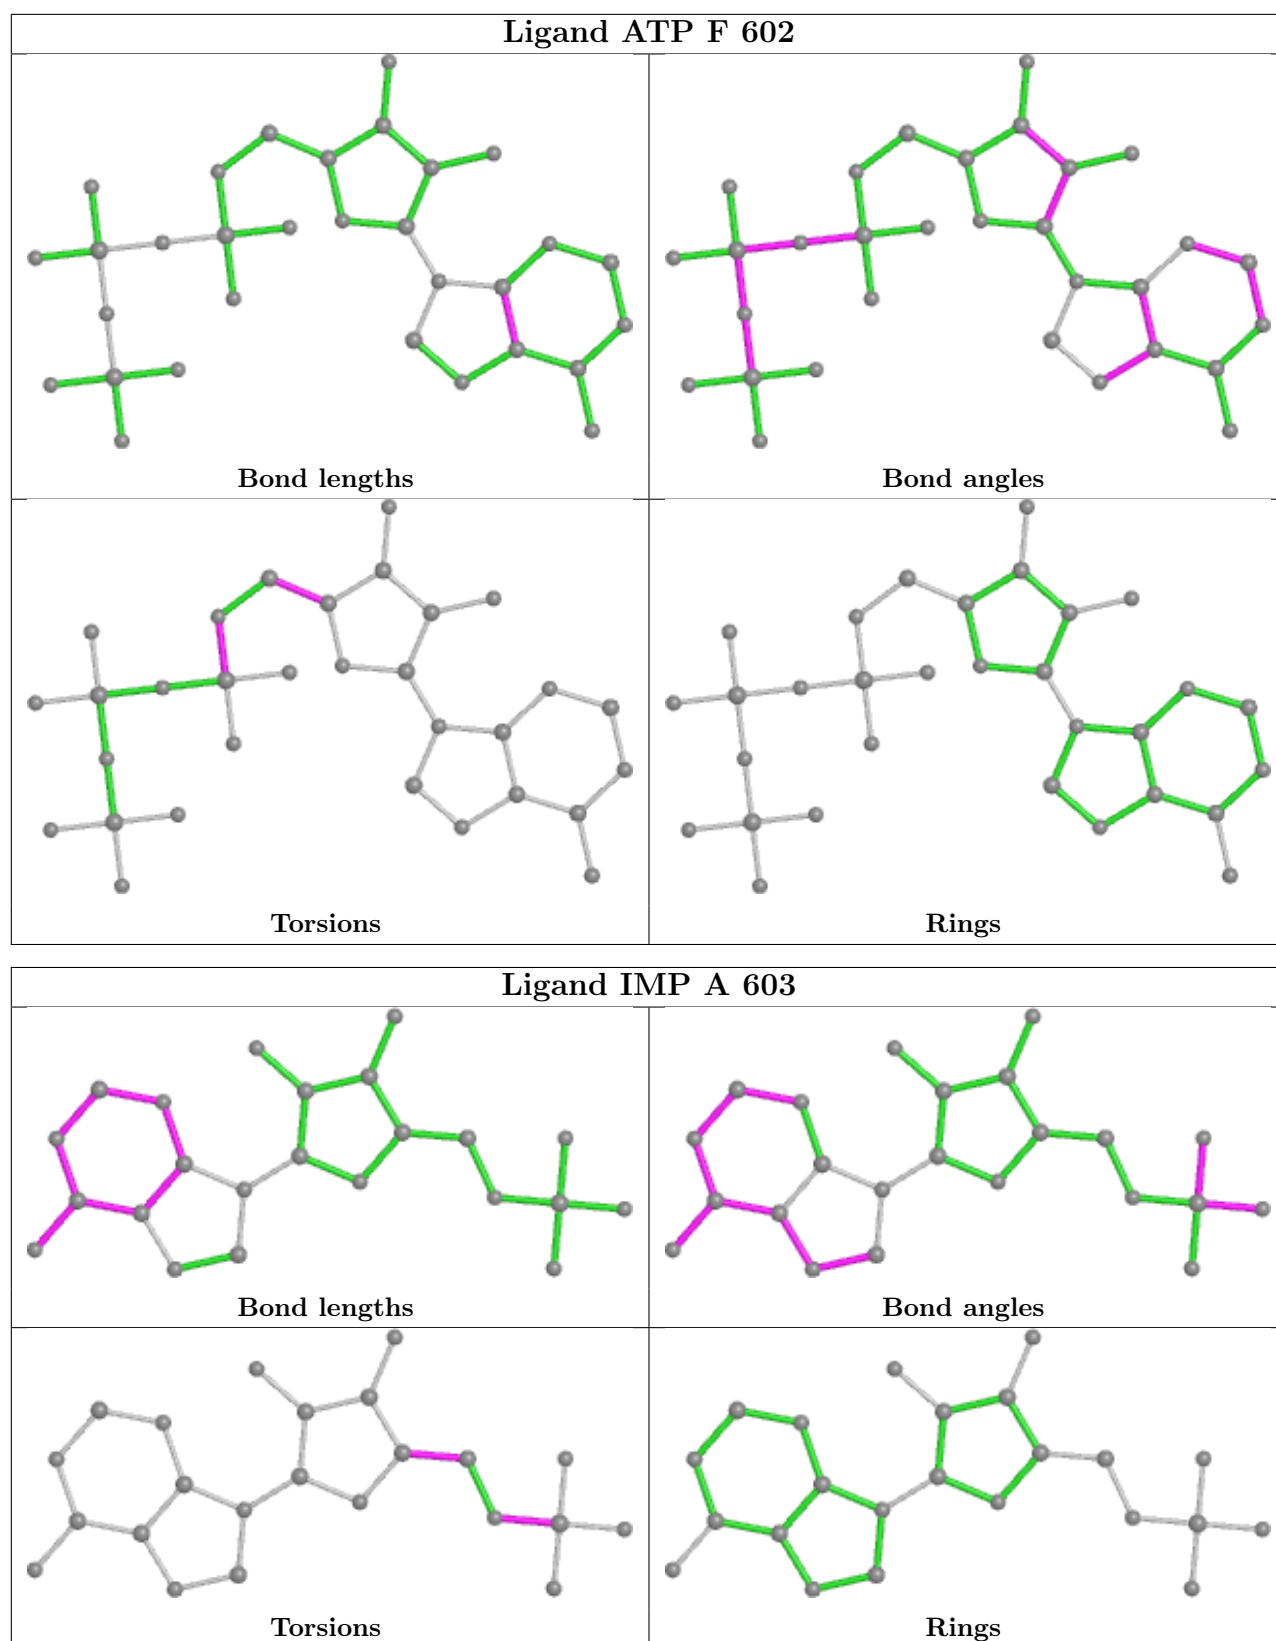 Ligand ATP F 602
Bond lengths
Bond angles
Torsions
Rings
Ligand IMP A 603
Bond lengths
Bond angles
Torsions
Rings